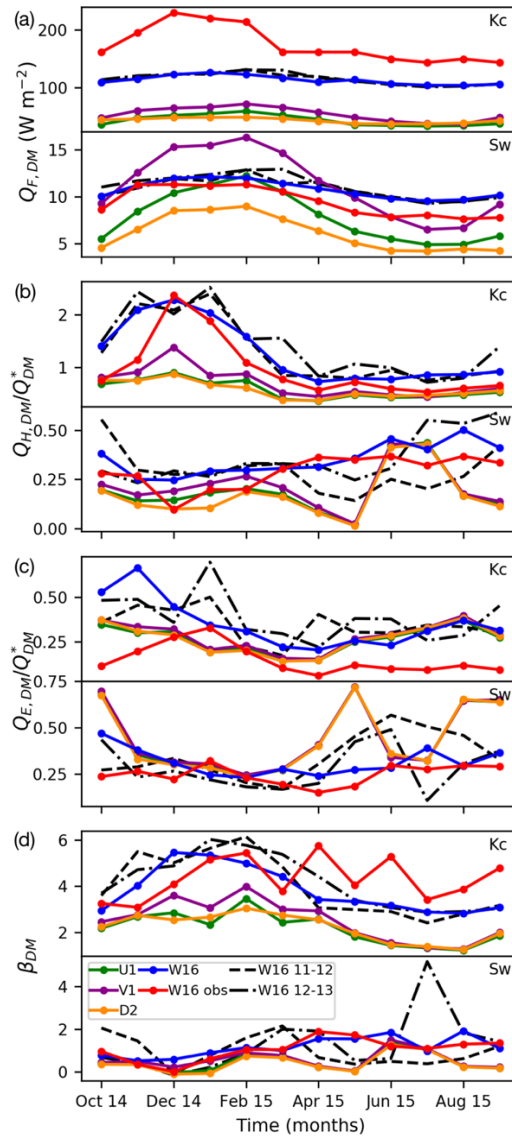 (a)
Kc
200
100
Q_F,DM (W m⁻²)
Sw
15
10
5
(b)
Kc
2
1
Q_H,DM/Q*_DM
Sw
0.50
0.25
0.00
(c)
Kc
0.50
0.25
Q_E,DM/Q*_DM
0.75
Sw
0.50
0.25
(d)
Kc
6
4
2
β_DM
Sw
U1 W16 W16 11-12
V1 W16 obs W16 12-13
D2
4
2
0
Oct 14 Dec 14 Feb 15 Apr 15 Jun 15 Aug 15
Time (months)